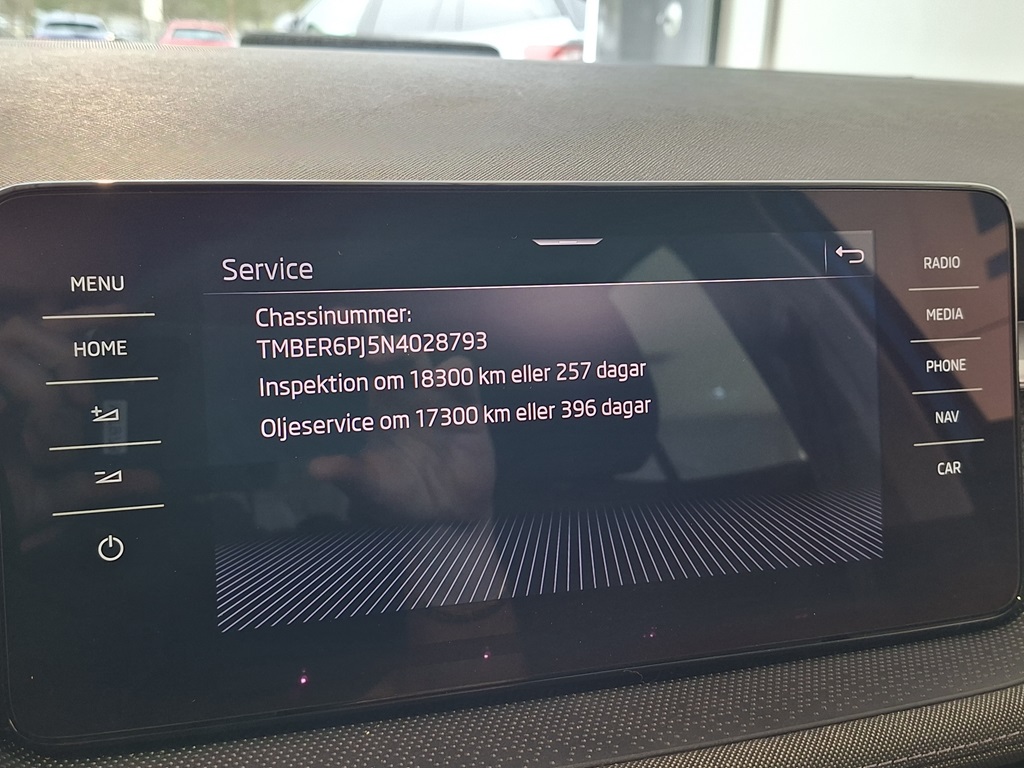 MENU
HOME
Service
Chassinummer:
TMBER6PJ5N4028793
Inspektion om 18300 km eller 257 dagar
Oljeservice om 17300 km eller 396 dagar
RADIO
MEDIA
PHONE
NAV
CAR